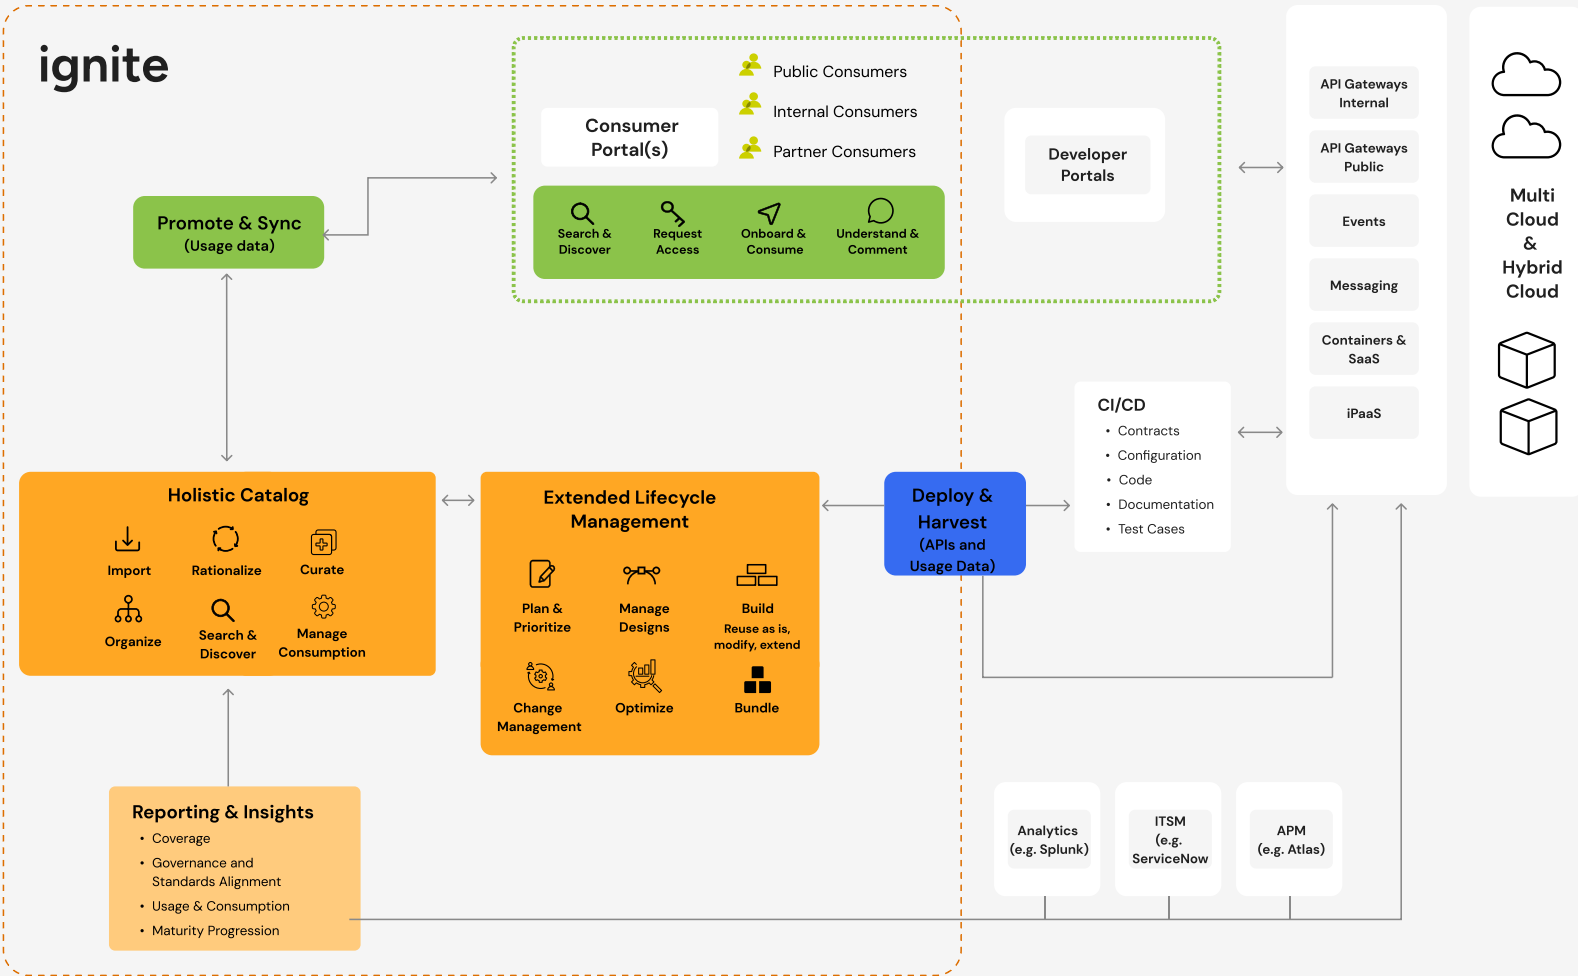 ignite
Public Consumers
Internal Consumers
Partner Consumers
Consumer
Portal(s)
Search &
Discover
Request
Access
Onboard &
Consume
Understand &
Comment
Developer
Portals
Promote & Sync
(Usage data)
API Gateways
Internal
API Gateways
Public
Events
Messaging
Containers &
SaaS
iPaaS
Multi
Cloud
&
Hybrid
Cloud
Holistic Catalog
Import
Rationalize
Curate
Organize
Search &
Discover
Manage
Consumption
Extended Lifecycle
Management
Plan &
Prioritize
Manage
Designs
Build
Reuse as is,
modify, extend
Change
Management
Optimize
Bundle
Deploy &
Harvest
(APIs and
Usage Data)
CI/CD
• Contracts
• Configuration
• Code
• Documentation
• Test Cases
Reporting & Insights
• Coverage
• Governance and
Standards Alignment
• Usage & Consumption
• Maturity Progression
Analytics
(e.g. Splunk)
ITSM
(e.g.
ServiceNow
APM
(e.g. Atlas)